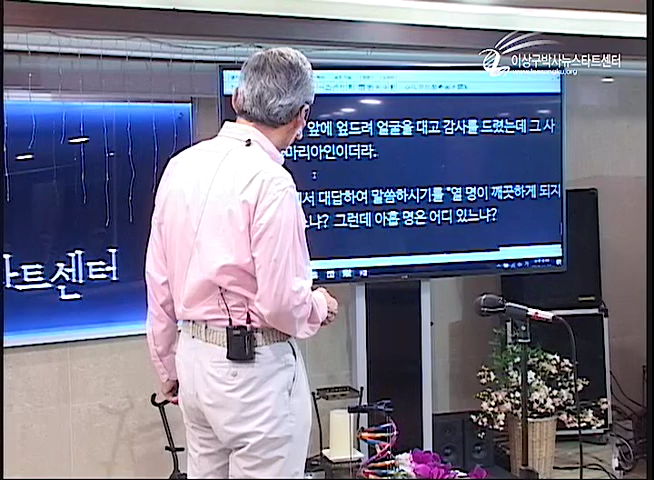 이상구박사뉴스타트센터
앞에 엎드려 얼굴을 대고 감사를 드렸는데 그 사
마리아인이더라.
서 대답하여 말씀하시기를 "열 명이 깨끗하게 되지
냐? 그런데 아홉 명은 어디 있느냐?
타트센터